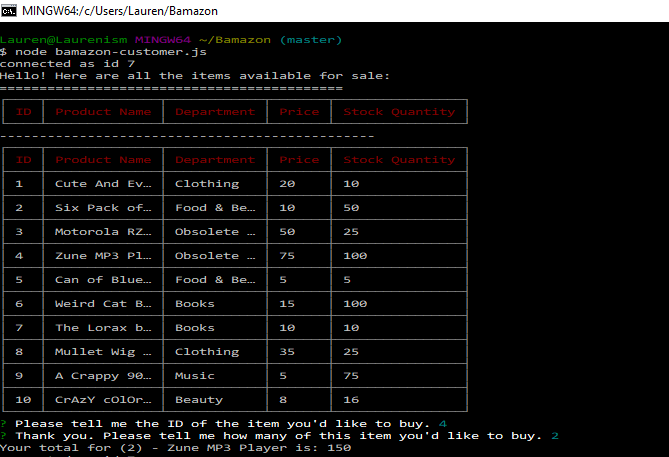 MINGW64:/c/Users/Lauren/Bamazon
Lauren@Laurenism MINGW64 ~/Bamazon (master)
$ node bamazon-customer.js
connected as id 7
Hello! Here are all the items available for sale:
===========================================
ID Product Name Department Price Stock Quantity
-----------------------------------------------
ID Product Name Department Price Stock Quantity
1 Cute And Ev… Clothing 20 10
2 Six Pack of… Food & Be… 10 50
3 Motorola RZ… Obsolete … 50 25
4 Zune MP3 Pl… Obsolete … 75 100
5 Can of Blue… Food & Be… 5 5
6 Weird Cat B… Books 15 100
7 The Lorax b… Books 10 10
8 Mullet Wig … Clothing 35 25
9 A Crappy 90… Music 5 75
10 CrAzY cOlOr… Beauty 8 16
? Please tell me the ID of the item you'd like to buy. 4
? Thank you. Please tell me how many of this item you'd like to buy. 2
Your total for (2) - Zune MP3 Player is: 150